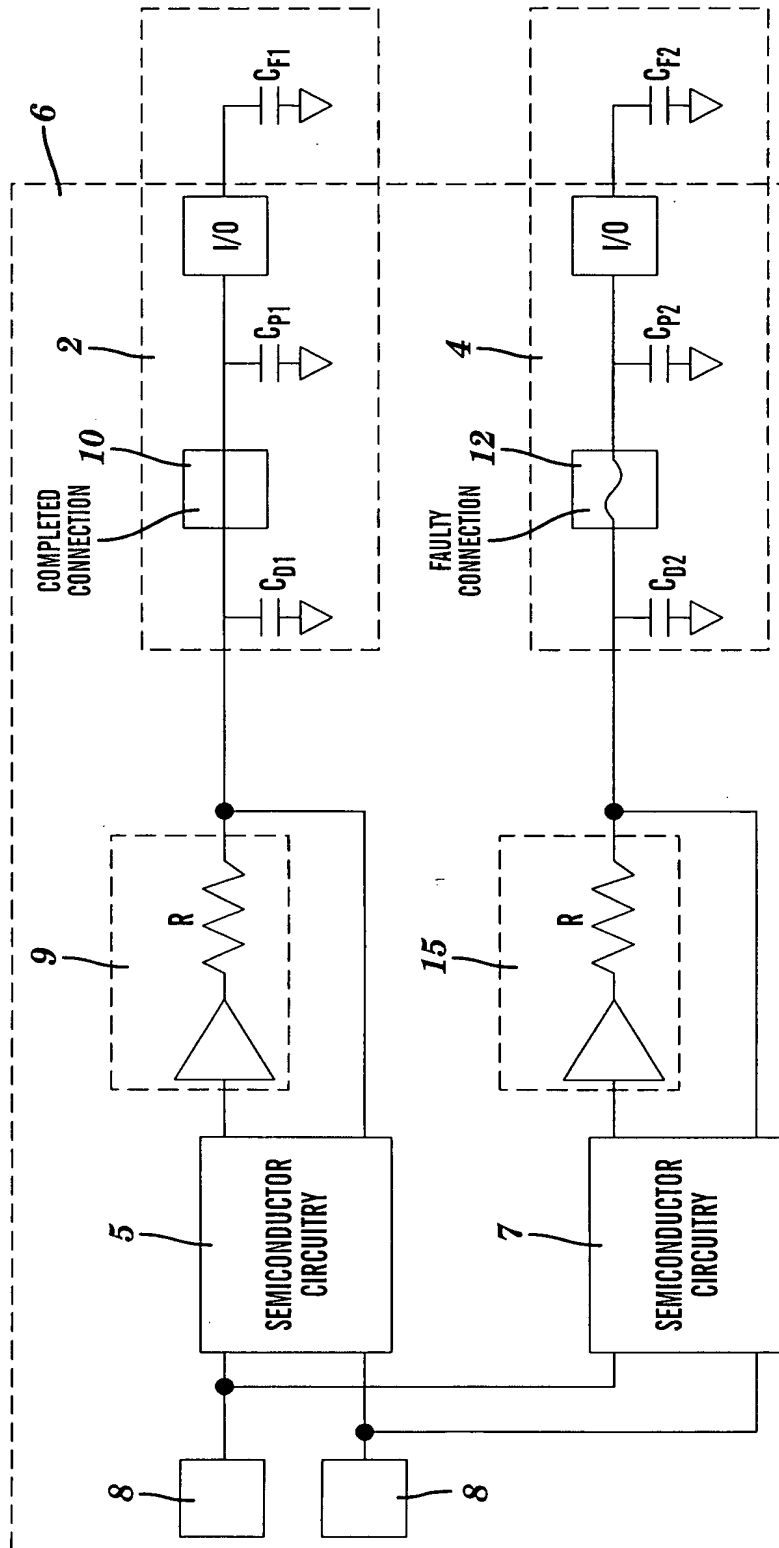 6
2
10
COMPLETED
CONNECTION
C_D1
C_P1
I/O
C_F1
9
R
5
SEMICONDUCTOR
CIRCUITRY
8
8
4
12
FAULTY
CONNECTION
C_D2
C_P2
I/O
C_F2
15
R
7
SEMICONDUCTOR
CIRCUITRY